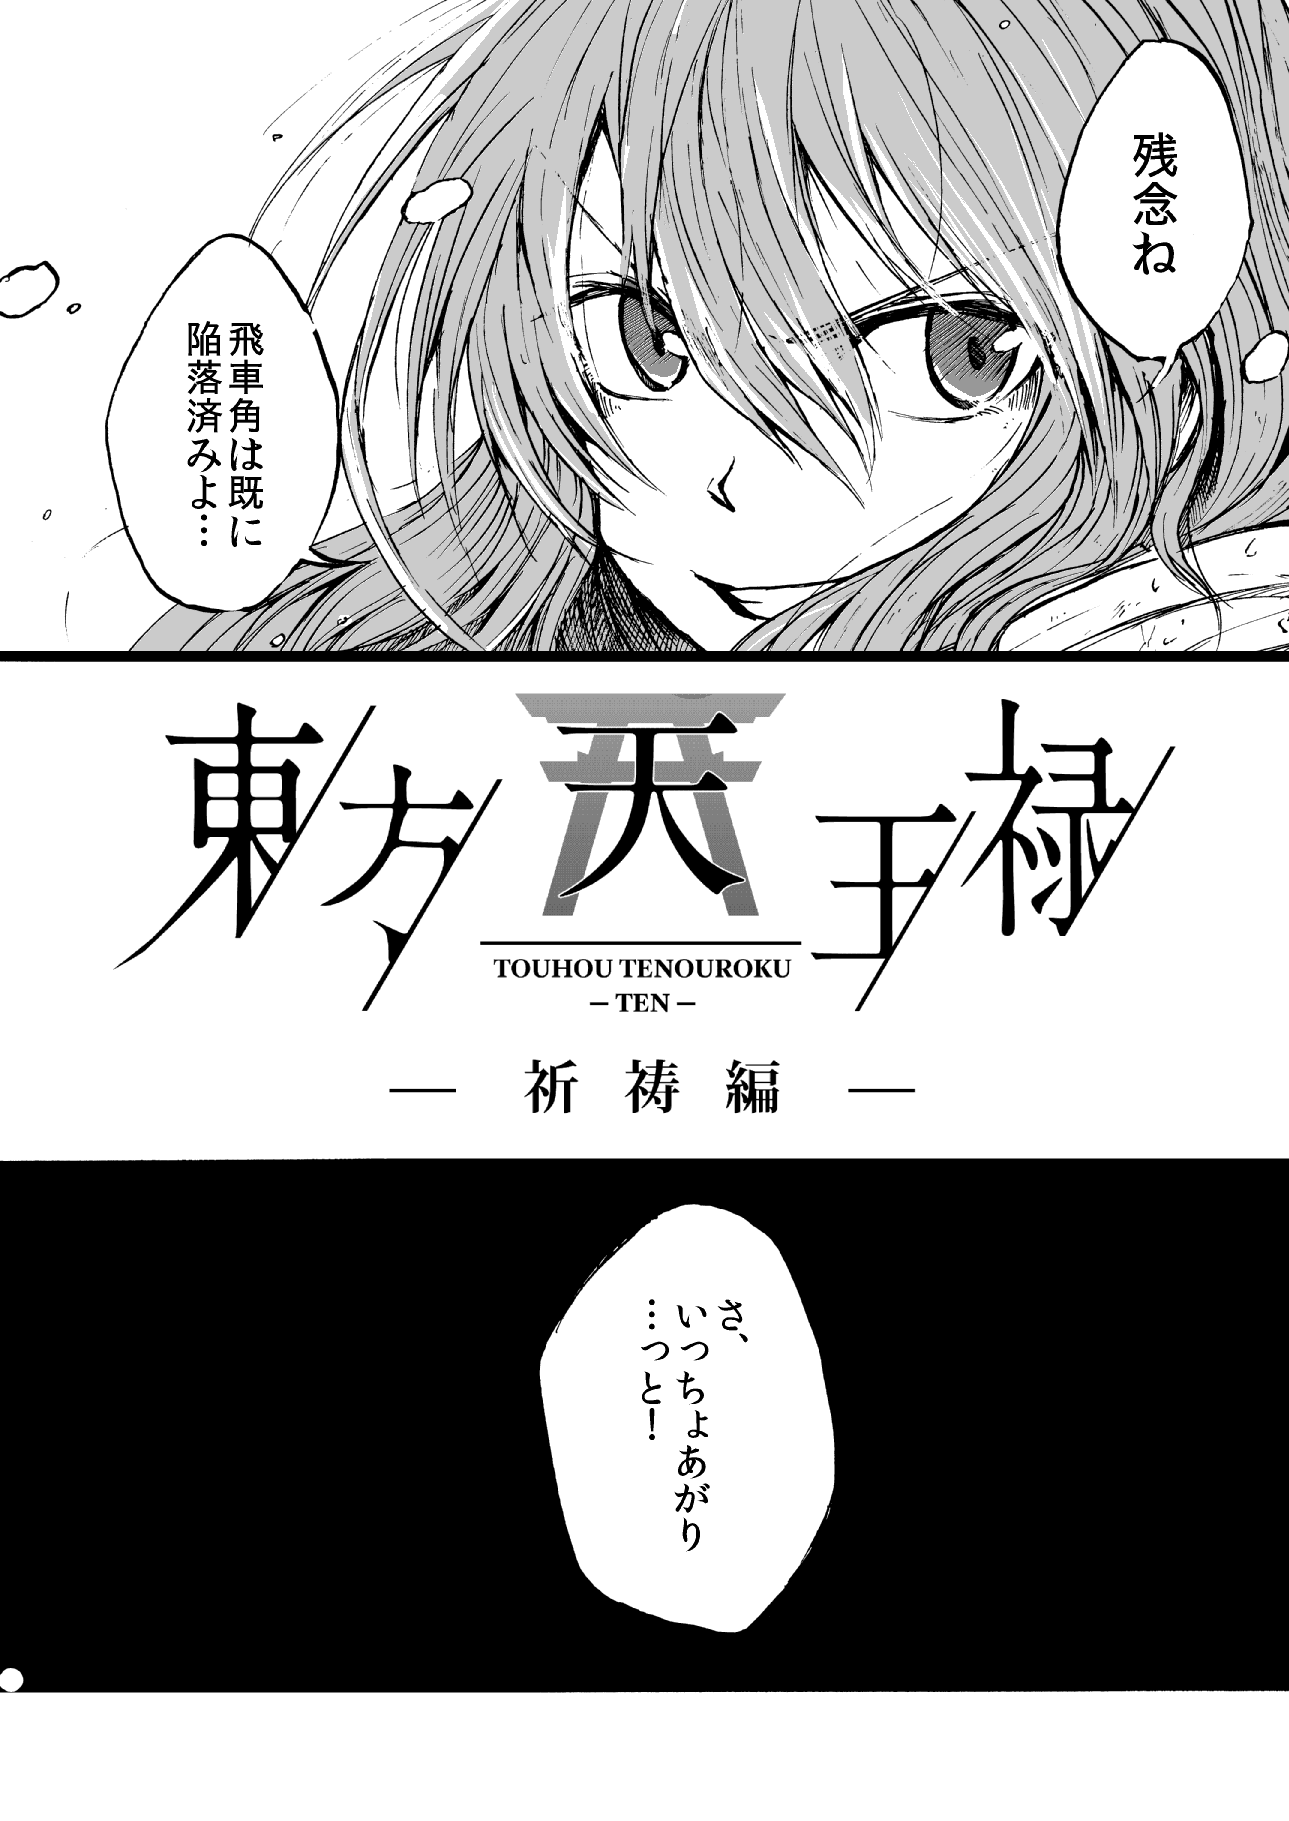 残念ね
飛車角は既に
陥落済みよ…
東方天王禄
TOUHOU TENOUROKU
– TEN –
― 祈祷編 ―
さ、
いっちょあがり
…っと！